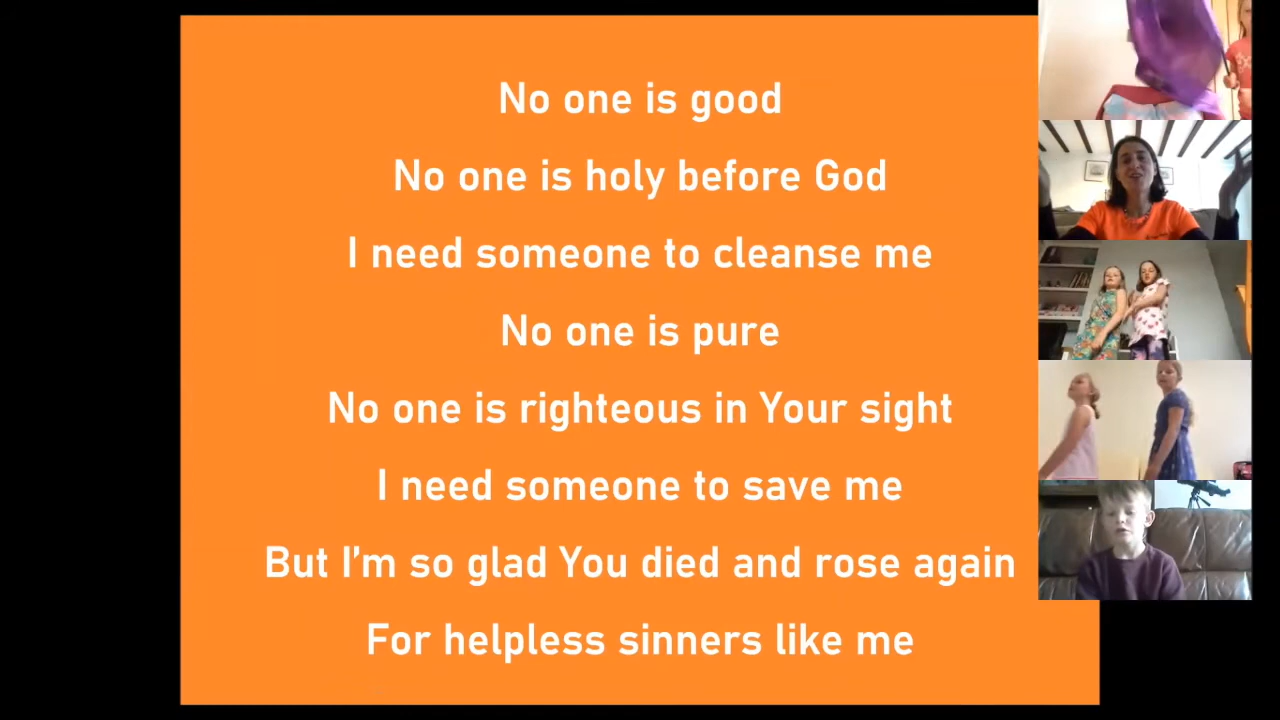 No one is good
No one is holy before God
I need someone to cleanse me
No one is pure
No one is righteous in Your sight
I need someone to save me
But I'm so glad You died and rose again
For helpless sinners like me